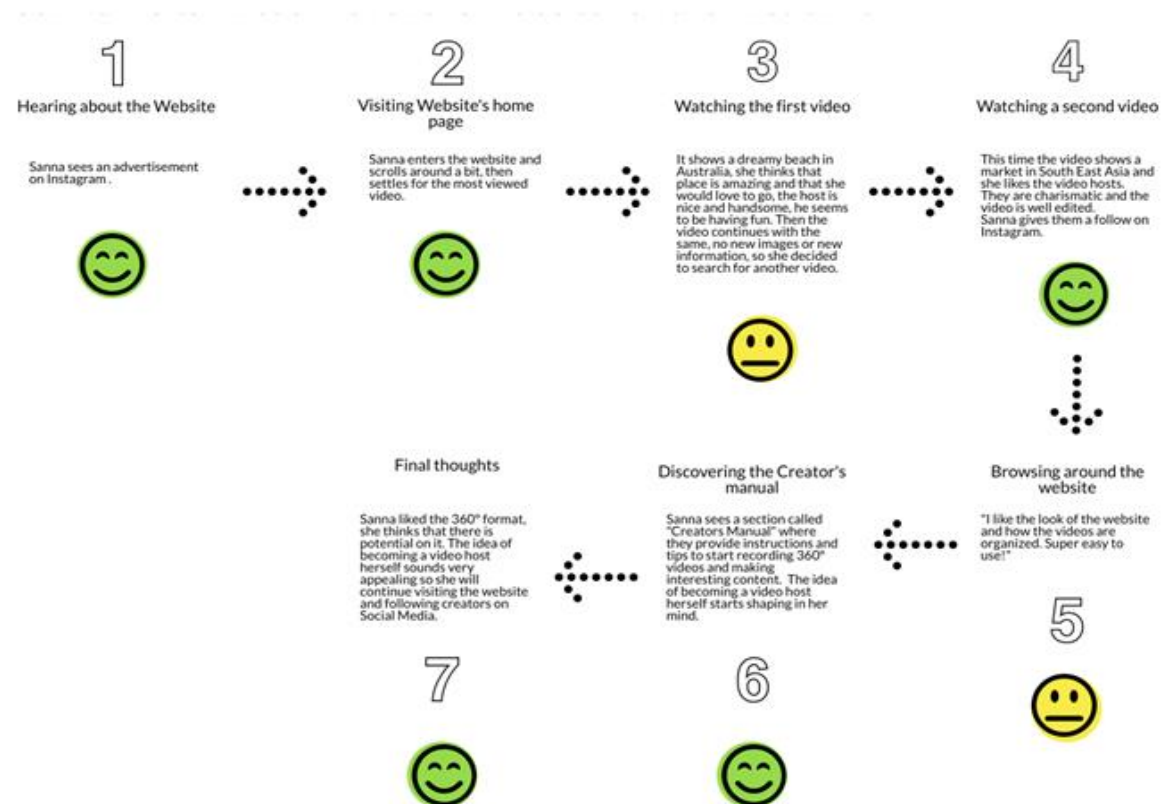 1
Hearing about the Website
Sanna sees an advertisement
on Instagram .
2
Visiting Website's home
page
Sanna enters the website and
scrolls around a bit, then
settles for the most viewed
video.
3
Watching the first video
It shows a dreamy beach in
Australia, she thinks that
place is amazing and that she
would love to go, the host is
nice and handsome, he seems
to be having fun. Then the
video continues with the
same, no new images or new
information, so she decided
to search for another video.
4
Watching a second video
This time the video shows a
market in South East Asia and
she likes the video hosts.
They are charismatic and the
video is well edited.
Sanna gives them a follow on
Instagram.
Browsing around the
website
"I like the look of the website
and how the videos are
organized. Super easy to
use!"
5
Discovering the Creator's
manual
Sanna sees a section called
"Creators Manual" where
they provide instructions and
tips to start recording 360°
videos and making
interesting content. The idea
of becoming a video host
herself starts shaping in her
mind.
6
Final thoughts
Sanna liked the 360° format,
she thinks that there is
potential on it. The idea of
becoming a video host
herself sounds very
appealing so she will
continue visiting the website
and following creators on
Social Media.
7